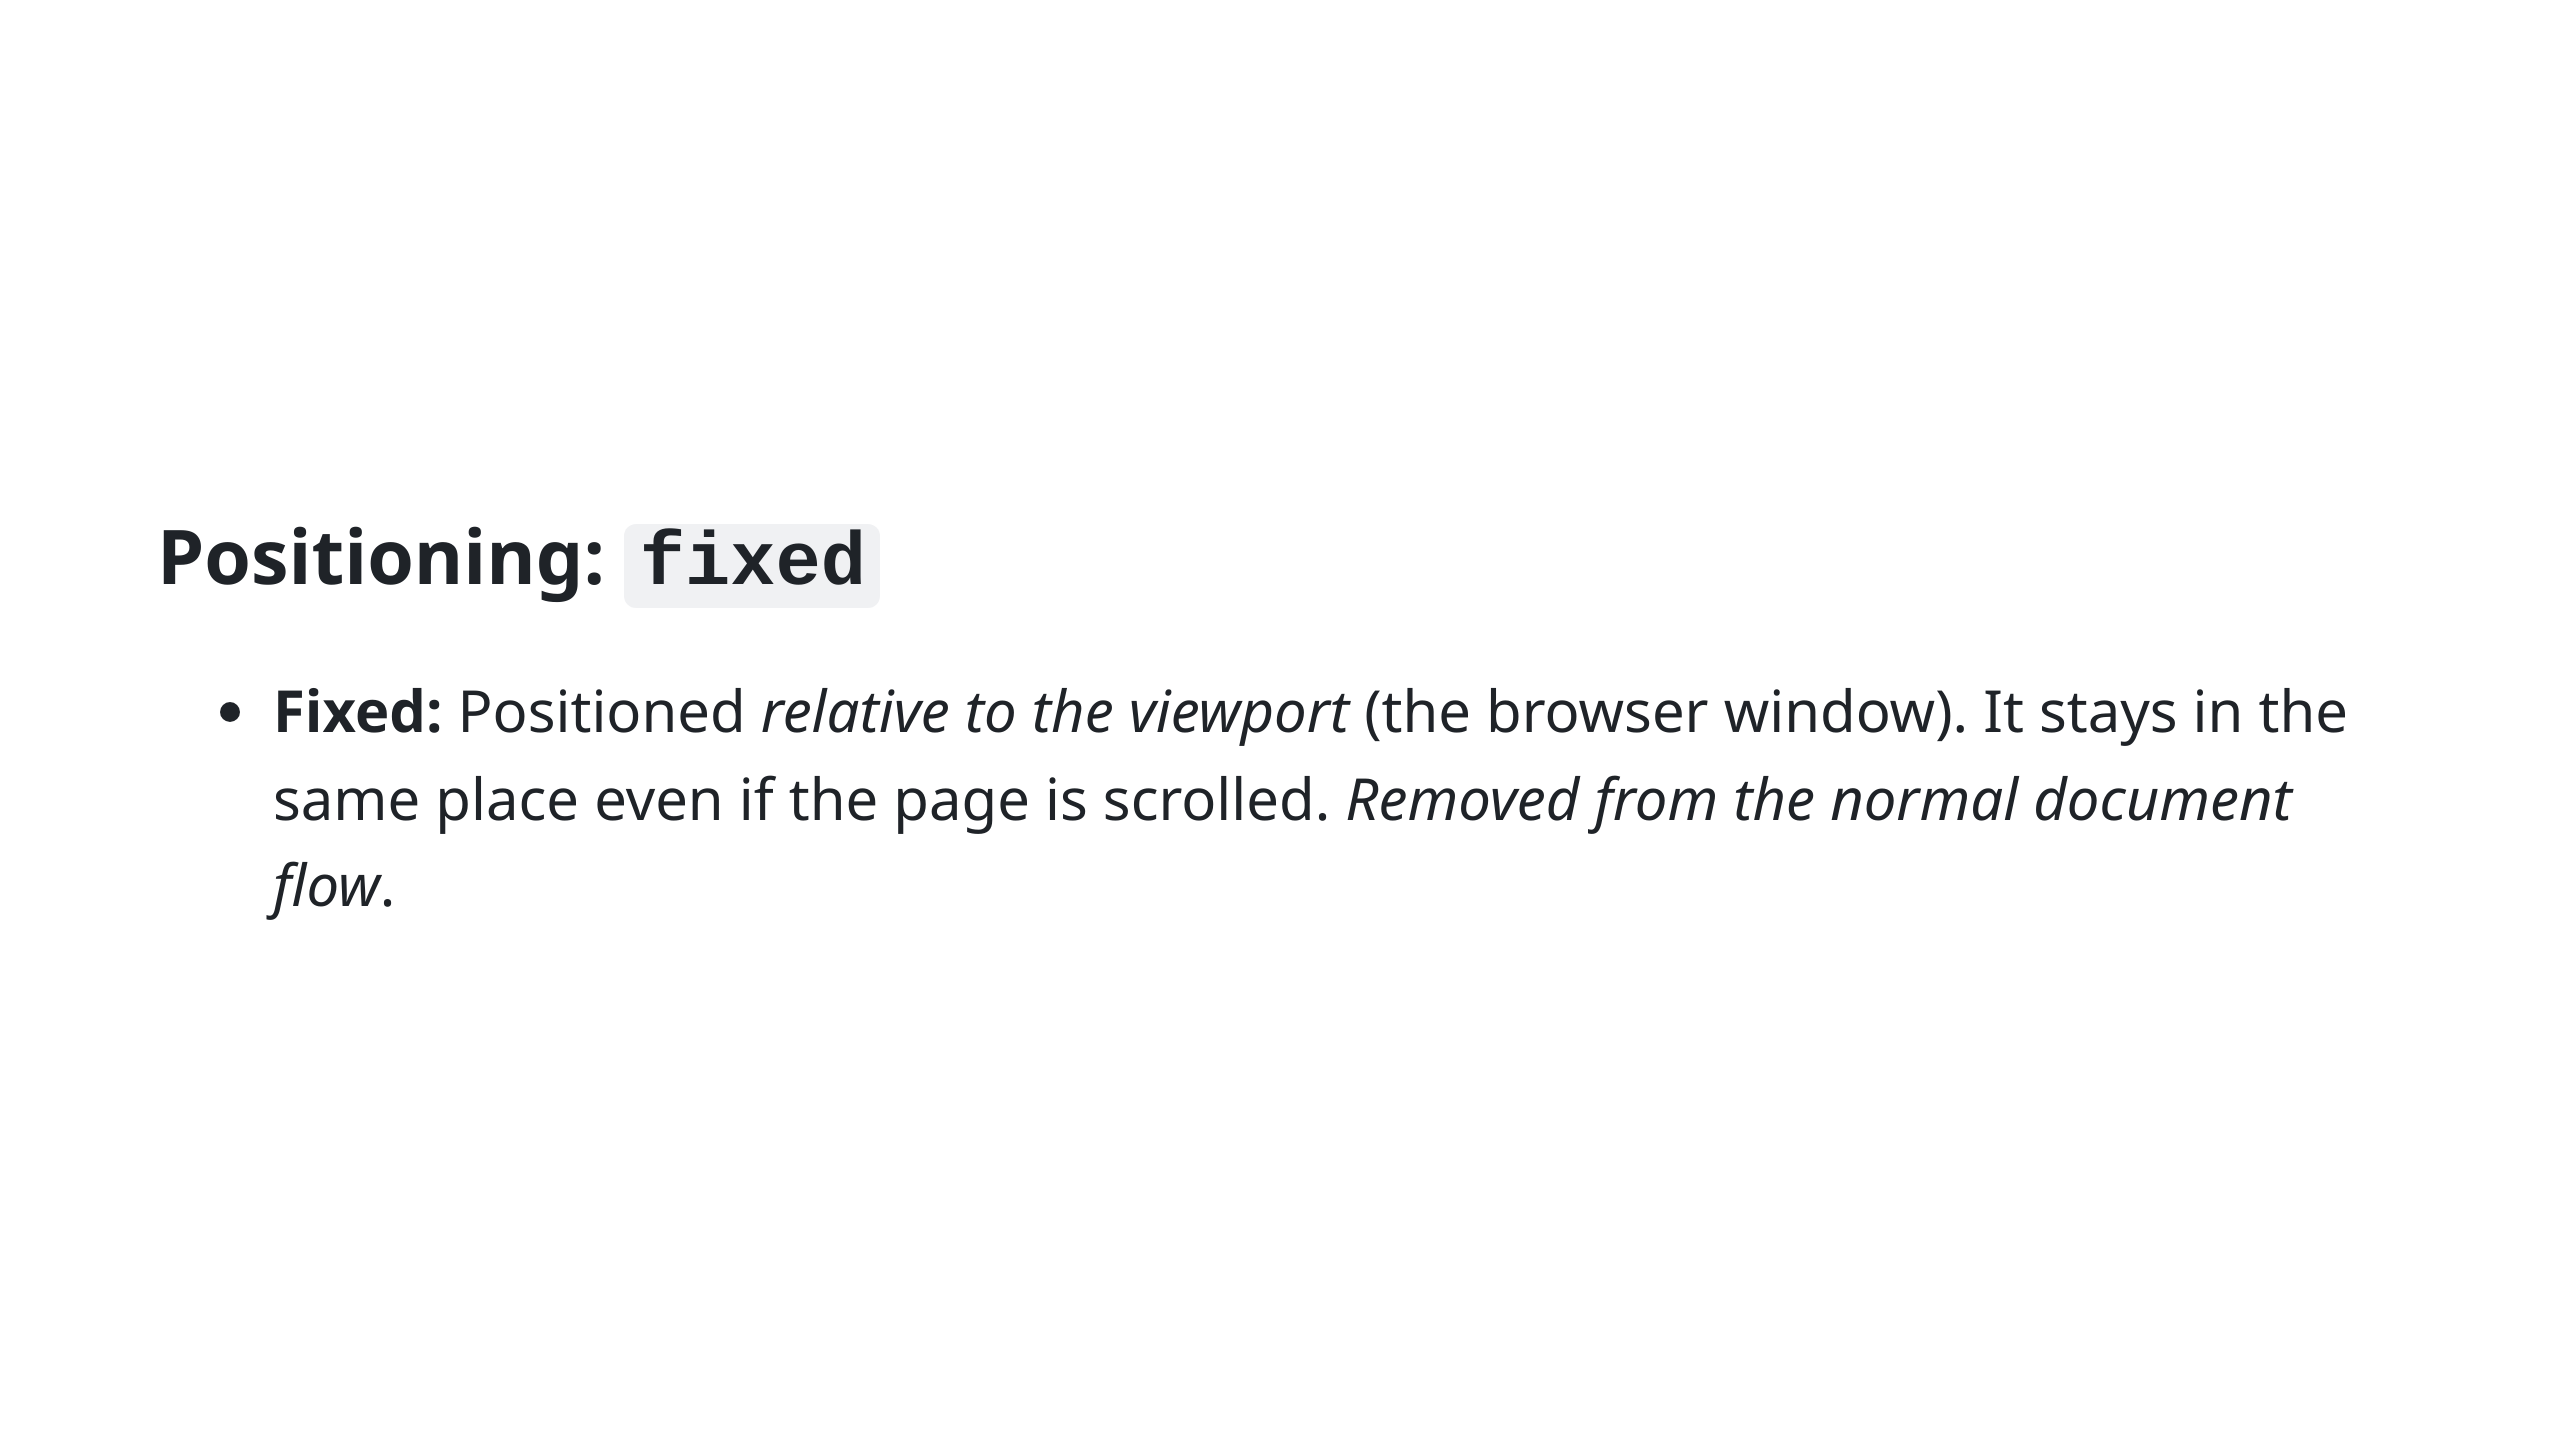 Positioning: fixed
• Fixed: Positioned relative to the viewport (the browser window). It stays in the
same place even if the page is scrolled. Removed from the normal document
flow.